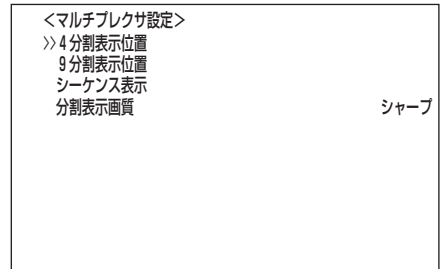 ＜マルチプレクサ設定＞
≫4分割表示位置
9分割表示位置
シーケンス表示
分割表示画質 シャープ